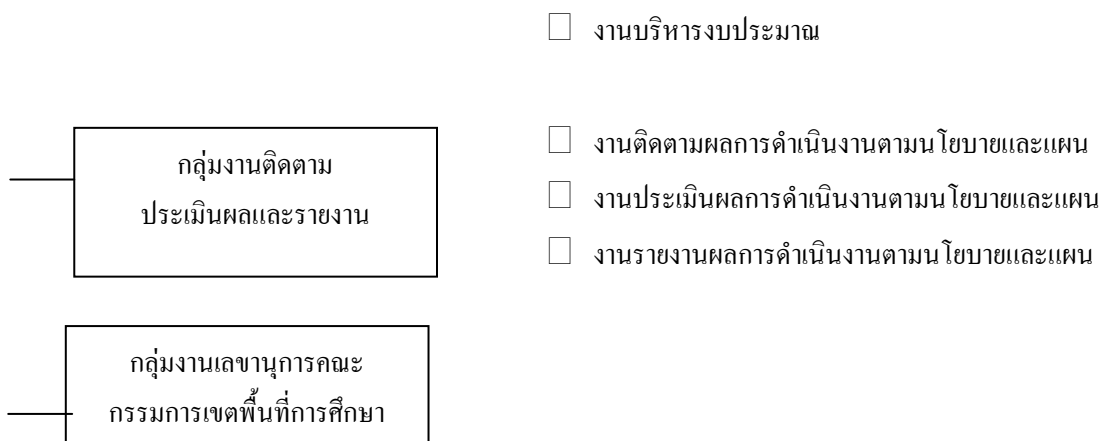 งานบริหารงบประมาณ
กลุ่มงานติดตาม
ประเมินผลและรายงาน
งานติดตามผลการดำเนินงานตามนโยบายและแผน
งานประเมินผลการดำเนินงานตามนโยบายและแผน
งานรายงานผลการดำเนินงานตามนโยบายและแผน
กลุ่มงานเลขานุการคณะ
กรรมการเขตพื้นที่การศึกษา